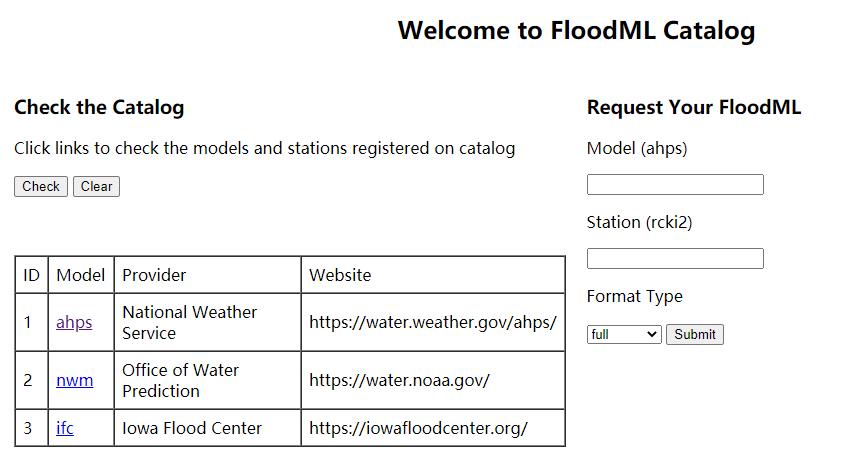 Welcome to FloodML Catalog
Check the Catalog
Click links to check the models and stations registered on catalog
Check Clear
ID Model Provider Website
1 ahps National Weather Service https://water.weather.gov/ahps/
2 nwm Office of Water Prediction https://water.noaa.gov/
3 ifc Iowa Flood Center https://iowafloodcenter.org/
Request Your FloodML
Model (ahps)
Station (rcki2)
Format Type
full Submit